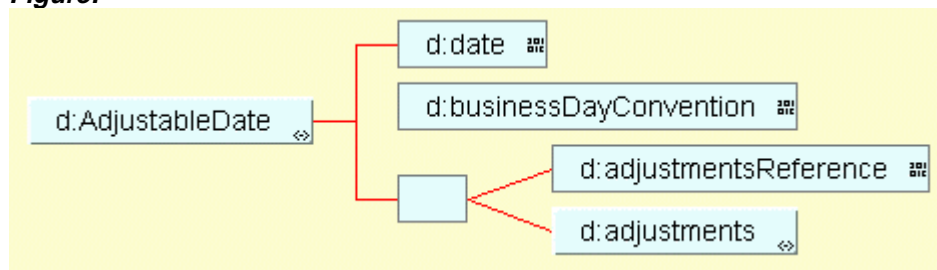 Figure:
d:date
d:businessDayConvention
d:AdjustableDate
d:adjustmentsReference
d:adjustments